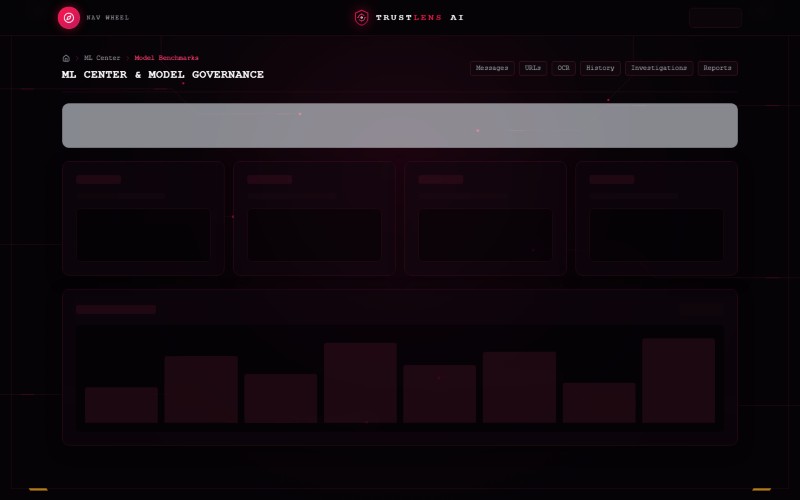 NAV WHEEL
TRUSTLENS AI
ML Center › Model Benchmarks
ML CENTER & MODEL GOVERNANCE
Messages
URLs
OCR
History
Investigations
Reports